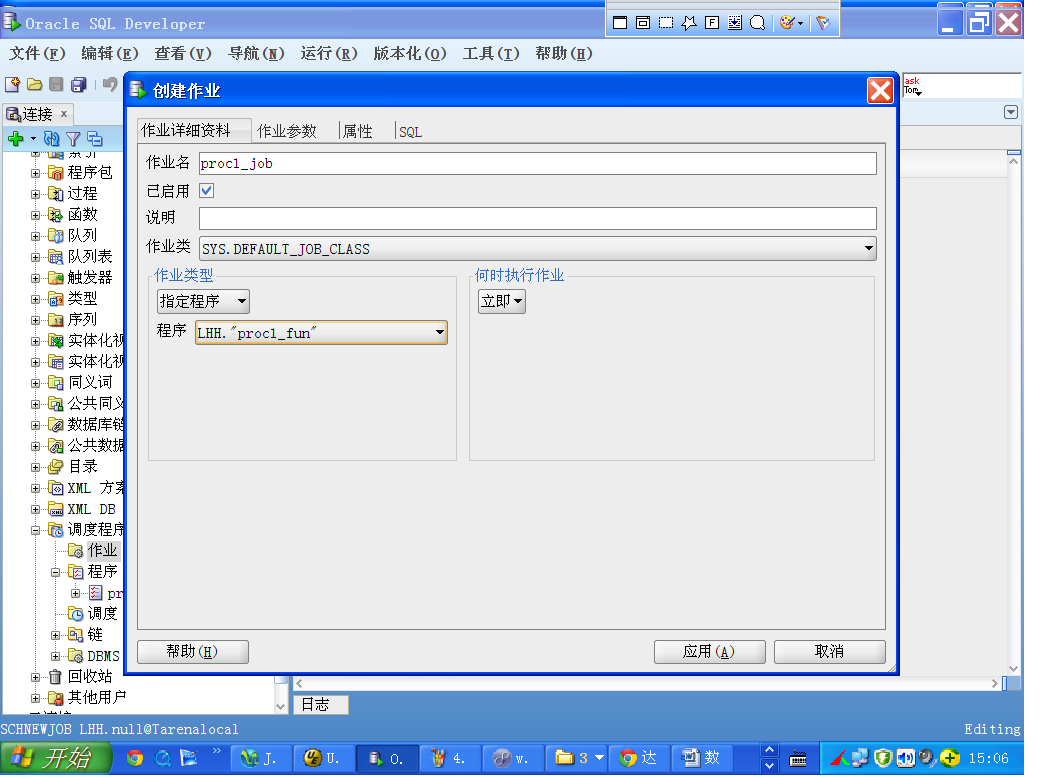 Oracle SQL Developer
文件(F) 编辑(E) 查看(V) 导航(N) 运行(R) 版本化(O) 工具(T) 帮助(H)
F
ask
Tom
连接 x
创建作业
作业详细资料 作业参数 属性 SQL
作业名 proc1_job
已启用
说明
作业类 SYS.DEFAULT_JOB_CLASS
作业类型 何时执行作业
指定程序 立即
程序 LHH."proc1_fun"
索引
程序包
过程
函数
队列
队列表
触发器
类型
序列
实体化视
实体化视
同义词
公共同义
数据库链
公共数据
目录
XML 方案
XML DB
调度程序
作业
程序
pr
调度
链
DBMS
回收站
其他用户
帮助(H) 应用(A) 取消
日志
SCHNEWJOB LHH.null@Tarenalocal Editing
开始 J. U. O. 4. w. 3 达 数 15:06